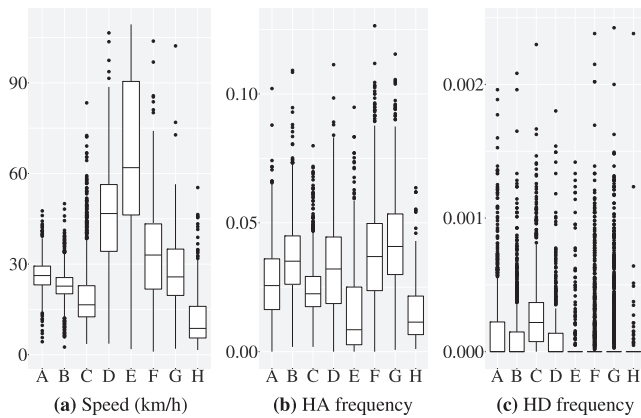 90
60
30
0
A B C D E F G H
(a) Speed (km/h)
0.10
0.05
0.00
A B C D E F G H
(b) HA frequency
0.002
0.001
0.000
A B C D E F G H
(c) HD frequency